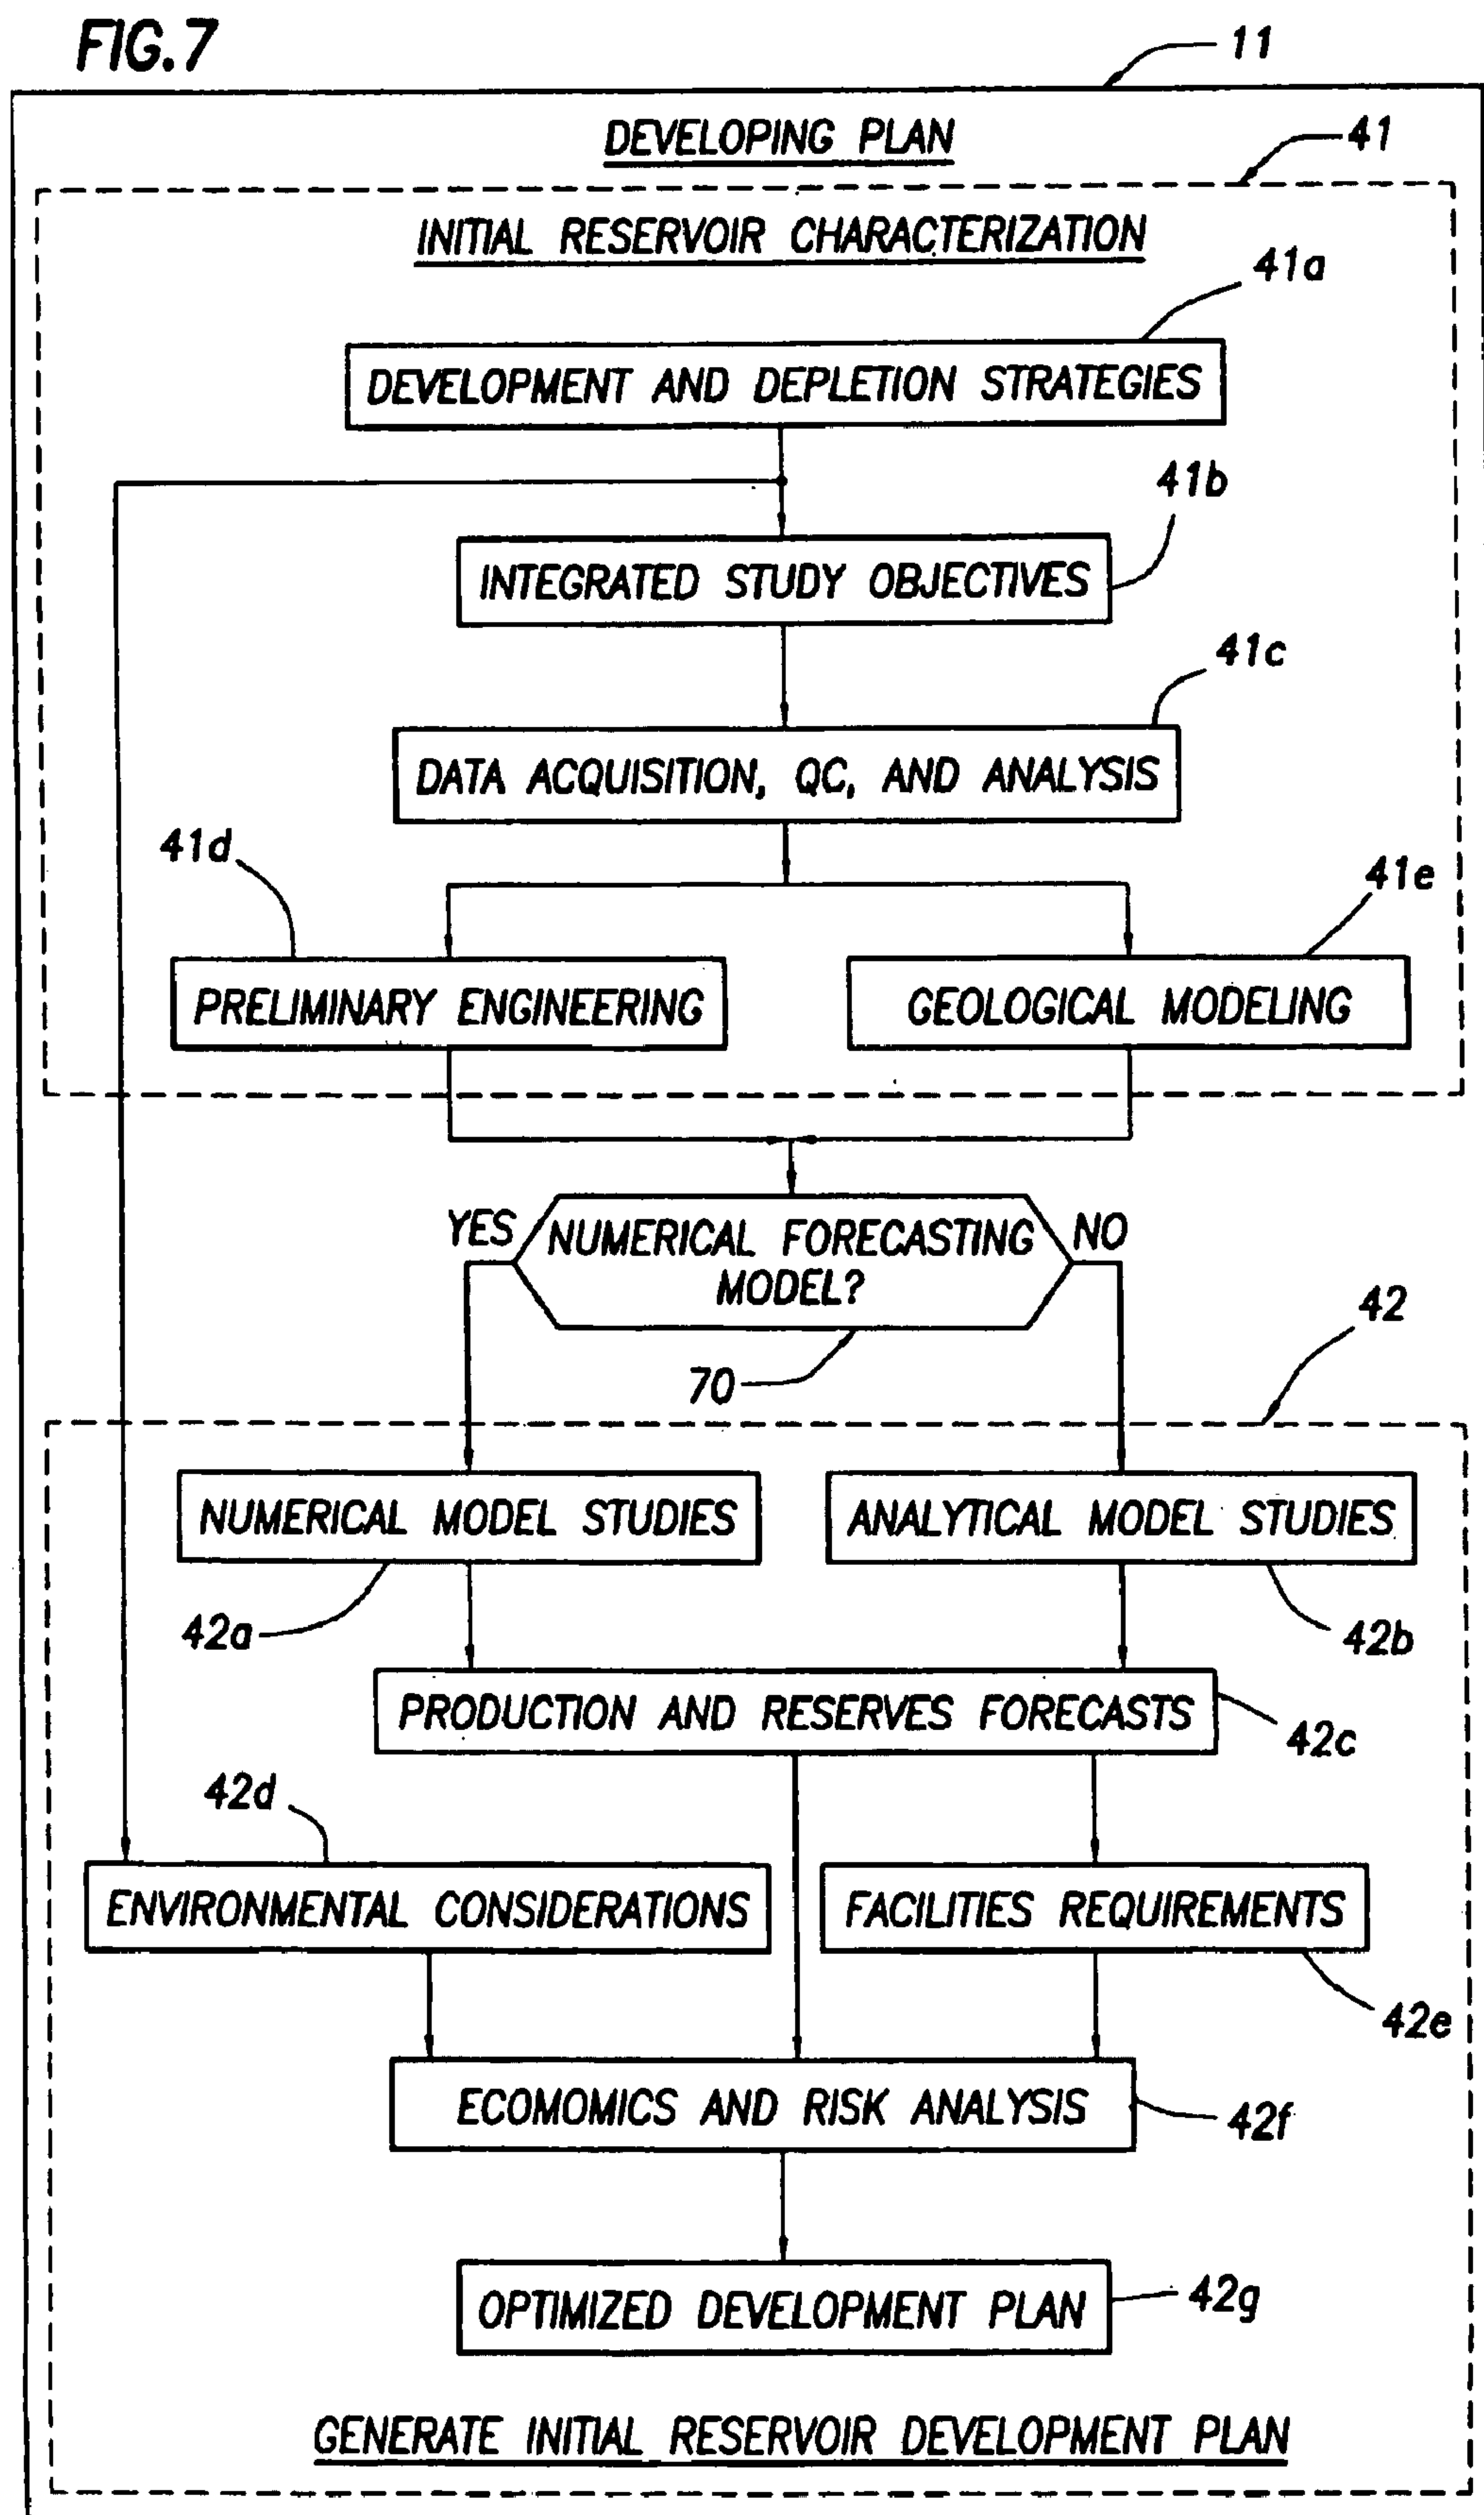 FIG.7
11
DEVELOPING PLAN
41
INITIAL RESERVOIR CHARACTERIZATION
41a
DEVELOPMENT AND DEPLETION STRATEGIES
41b
INTEGRATED STUDY OBJECTIVES
41c
DATA ACQUISITION, QC, AND ANALYSIS
41d
41e
PRELIMINARY ENGINEERING
GEOLOGICAL MODELING
YES
NUMERICAL FORECASTING
MODEL?
NO
70
42
NUMERICAL MODEL STUDIES
ANALYTICAL MODEL STUDIES
42a
42b
PRODUCTION AND RESERVES FORECASTS
42c
42d
ENVIRONMENTAL CONSIDERATIONS
FACILITIES REQUIREMENTS
42e
ECOMOMICS AND RISK ANALYSIS
42f
OPTIMIZED DEVELOPMENT PLAN
42g
GENERATE INITIAL RESERVOIR DEVELOPMENT PLAN